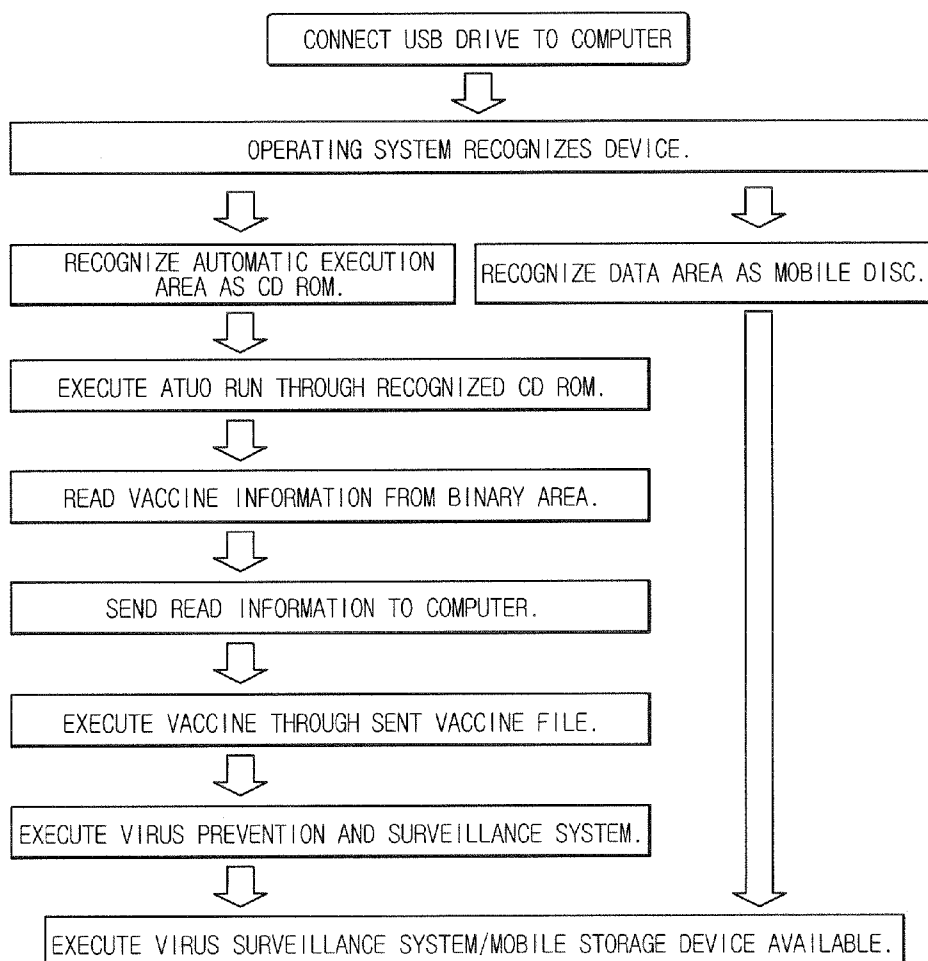 CONNECT USB DRIVE TO COMPUTER
OPERATING SYSTEM RECOGNIZES DEVICE.
RECOGNIZE AUTOMATIC EXECUTION
AREA AS CD ROM.
RECOGNIZE DATA AREA AS MOBILE DISC.
EXECUTE ATUO RUN THROUGH RECOGNIZED CD ROM.
READ VACCINE INFORMATION FROM BINARY AREA.
SEND READ INFORMATION TO COMPUTER.
EXECUTE VACCINE THROUGH SENT VACCINE FILE.
EXECUTE VIRUS PREVENTION AND SURVEILLANCE SYSTEM.
EXECUTE VIRUS SURVEILLANCE SYSTEM/MOBILE STORAGE DEVICE AVAILABLE.